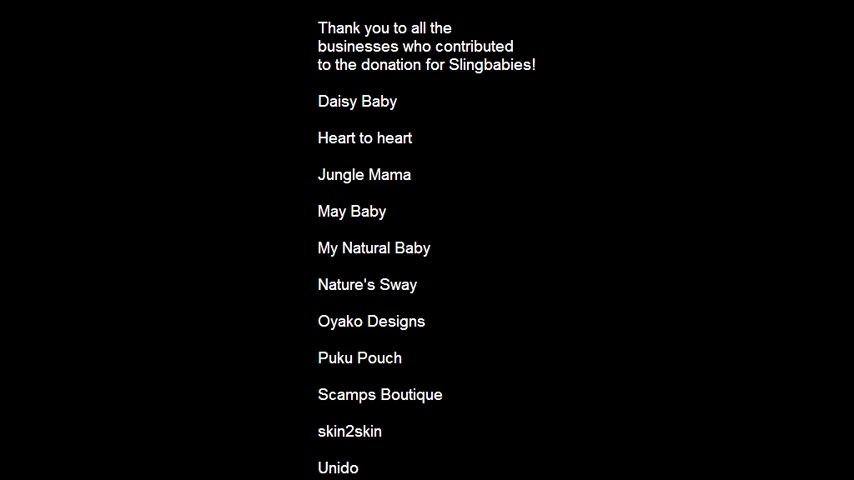 Thank you to all the
businesses who contributed
to the donation for Slingbabies!
Daisy Baby
Heart to heart
Jungle Mama
May Baby
My Natural Baby
Nature's Sway
Oyako Designs
Puku Pouch
Scamps Boutique
skin2skin
Unido